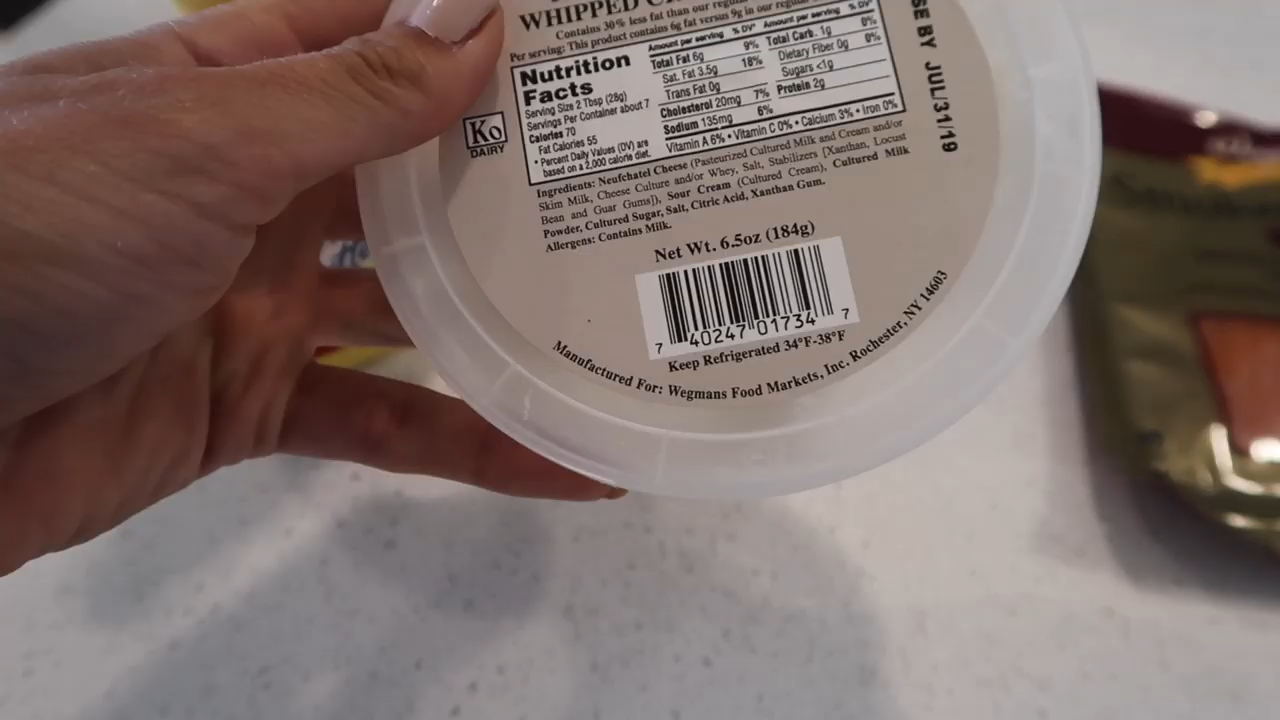 WHIPPED
Contains 30% less fat than our
Per serving: This product contains 6g fat versus 9g in our
Nutrition
Facts
Serving Size 2 Tbsp (28g)
Servings Per Container about 7
Calories 70
Fat Calories 55
* Percent Daily Values (DV) are
based on a 2,000 calorie diet.
Amount per serving % DV*
Total Fat 6g 9%
Sat. Fat 3.5g 18%
Trans Fat 0g
Cholesterol 20mg 7%
Sodium 135mg 6%
Amount per serving % DV*
Total Carb. 1g 0%
Dietary Fiber 0g 0%
Sugars <1g
Protein 2g
Vitamin A 6% • Vitamin C 0% • Calcium 3% • Iron 0%
KO
DAIRY
Ingredients: Neufchatel Cheese (Pasteurized Cultured Milk and Cream and/or
Skim Milk, Cheese Culture and/or Whey, Salt, Stabilizers [Xanthan, Locust
Bean and Guar Gums]), Sour Cream (Cultured Cream), Cultured Milk
Powder, Cultured Sugar, Salt, Citric Acid, Xanthan Gum.
Allergens: Contains Milk.
Net Wt. 6.5oz (184g)
7 40247 01734 7
Keep Refrigerated 34°F-38°F
Manufactured For: Wegmans Food Markets, Inc. Rochester, NY 14603
SE BY JUL/31/19